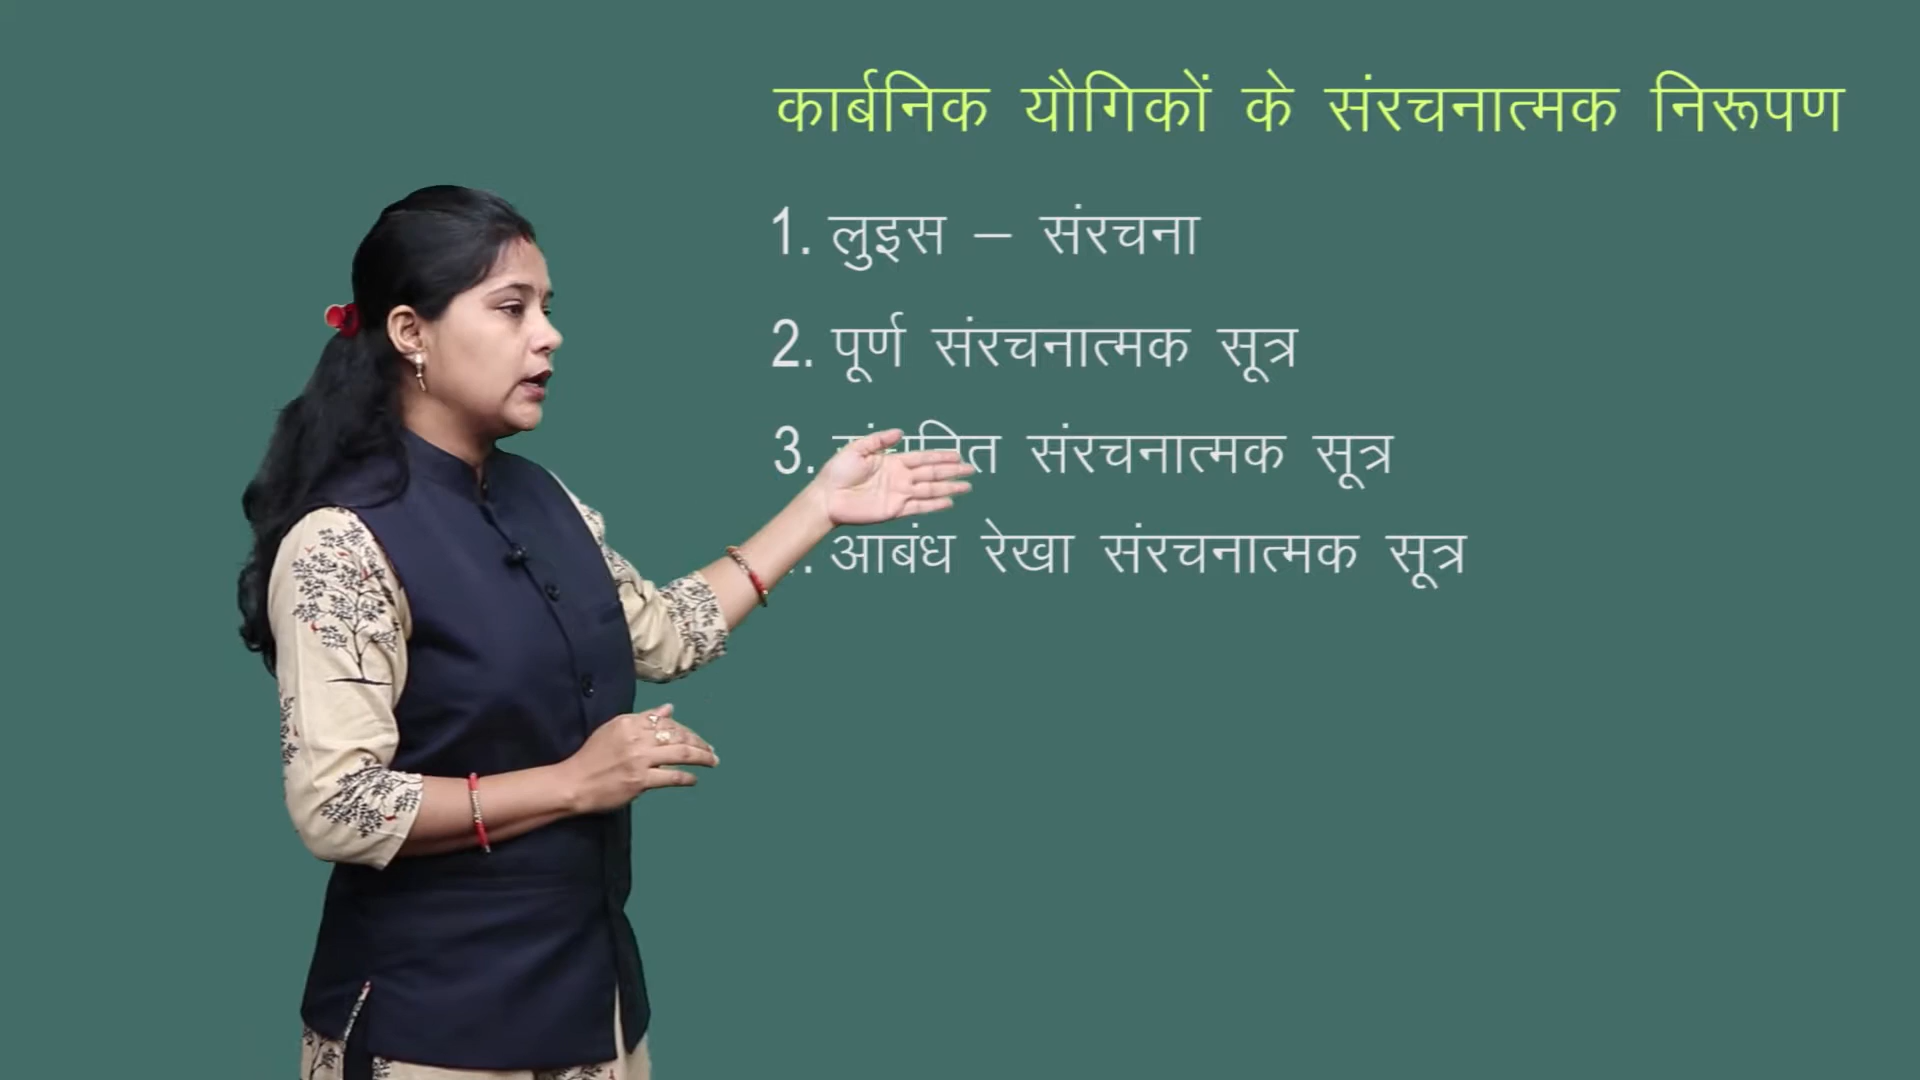 कार्बनिक यौगिकों के संरचनात्मक निरूपण
1. लुइस – संरचना
2. पूर्ण संरचनात्मक सूत्र
3. संरचनात्मक सूत्र
आबंध रेखा संरचनात्मक सूत्र